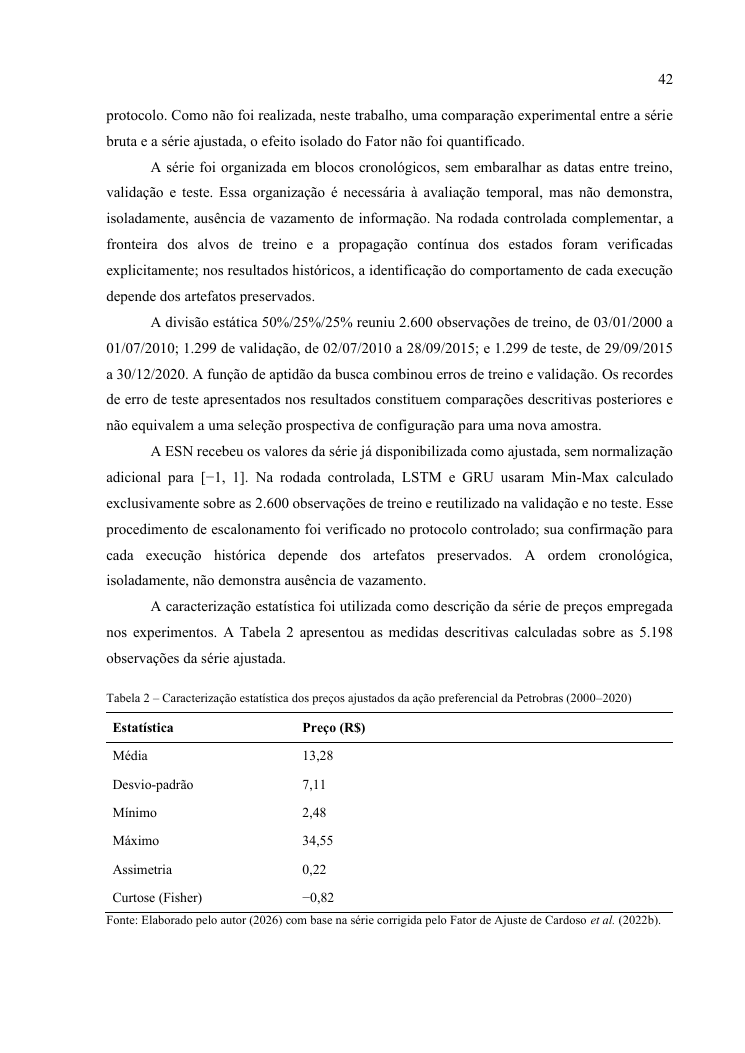 42
protocolo. Como não foi realizada, neste trabalho, uma comparação experimental entre a série
bruta e a série ajustada, o efeito isolado do Fator não foi quantificado.
A série foi organizada em blocos cronológicos, sem embaralhar as datas entre treino,
validação e teste. Essa organização é necessária à avaliação temporal, mas não demonstra,
isoladamente, ausência de vazamento de informação. Na rodada controlada complementar, a
fronteira dos alvos de treino e a propagação contínua dos estados foram verificadas
explicitamente; nos resultados históricos, a identificação do comportamento de cada execução
depende dos artefatos preservados.
A divisão estática 50%/25%/25% reuniu 2.600 observações de treino, de 03/01/2000 a
01/07/2010; 1.299 de validação, de 02/07/2010 a 28/09/2015; e 1.299 de teste, de 29/09/2015
a 30/12/2020. A função de aptidão da busca combinou erros de treino e validação. Os recordes
de erro de teste apresentados nos resultados constituem comparações descritivas posteriores e
não equivalem a uma seleção prospectiva de configuração para uma nova amostra.
A ESN recebeu os valores da série já disponibilizada como ajustada, sem normalização
adicional para [−1, 1]. Na rodada controlada, LSTM e GRU usaram Min-Max calculado
exclusivamente sobre as 2.600 observações de treino e reutilizado na validação e no teste. Esse
procedimento de escalonamento foi verificado no protocolo controlado; sua confirmação para
cada execução histórica depende dos artefatos preservados. A ordem cronológica,
isoladamente, não demonstra ausência de vazamento.
A caracterização estatística foi utilizada como descrição da série de preços empregada
nos experimentos. A Tabela 2 apresentou as medidas descritivas calculadas sobre as 5.198
observações da série ajustada.
Tabela 2 – Caracterização estatística dos preços ajustados da ação preferencial da Petrobras (2000–2020)
Estatística Preço (R$)
Média 13,28
Desvio-padrão 7,11
Mínimo 2,48
Máximo 34,55
Assimetria 0,22
Curtose (Fisher) −0,82
Fonte: Elaborado pelo autor (2026) com base na série corrigida pelo Fator de Ajuste de Cardoso et al. (2022b).